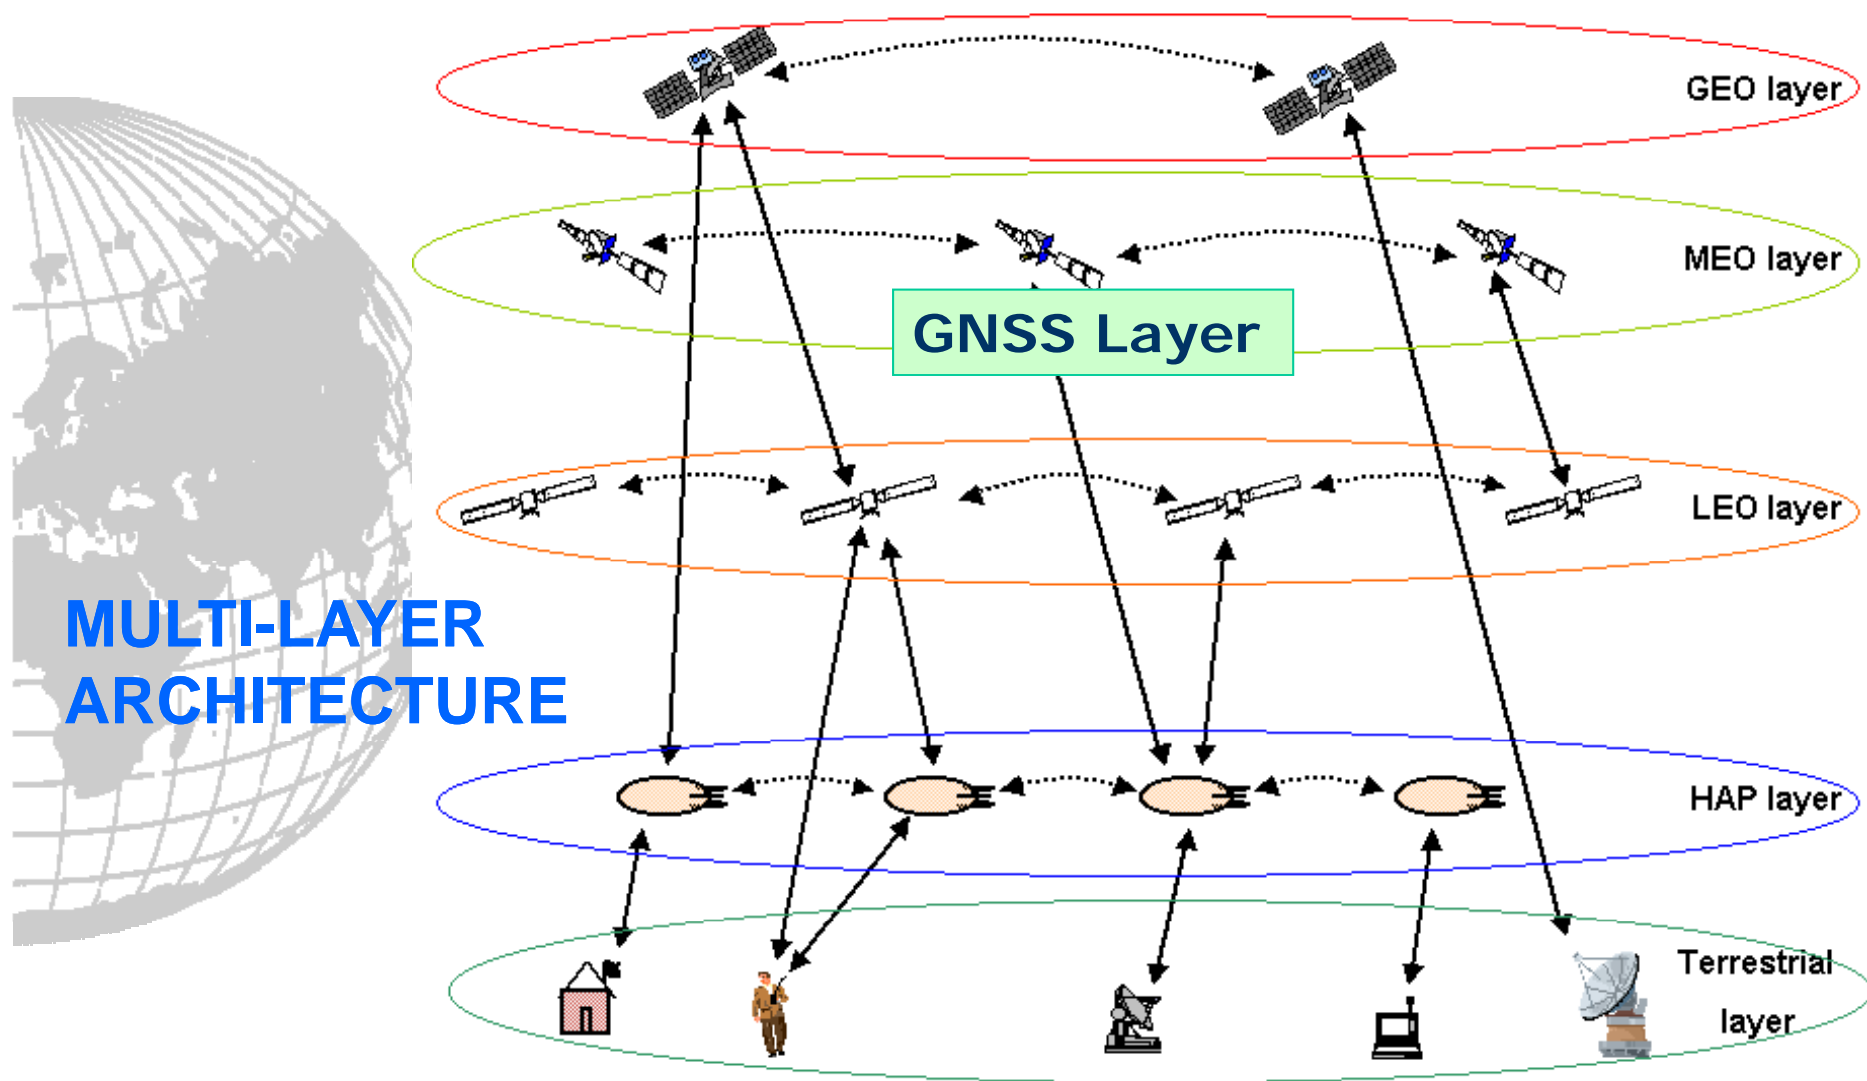 GEO layer
MEO layer
GNSS Layer
LEO layer
MULTI-LAYER
ARCHITECTURE
HAP layer
Terrestrial
layer